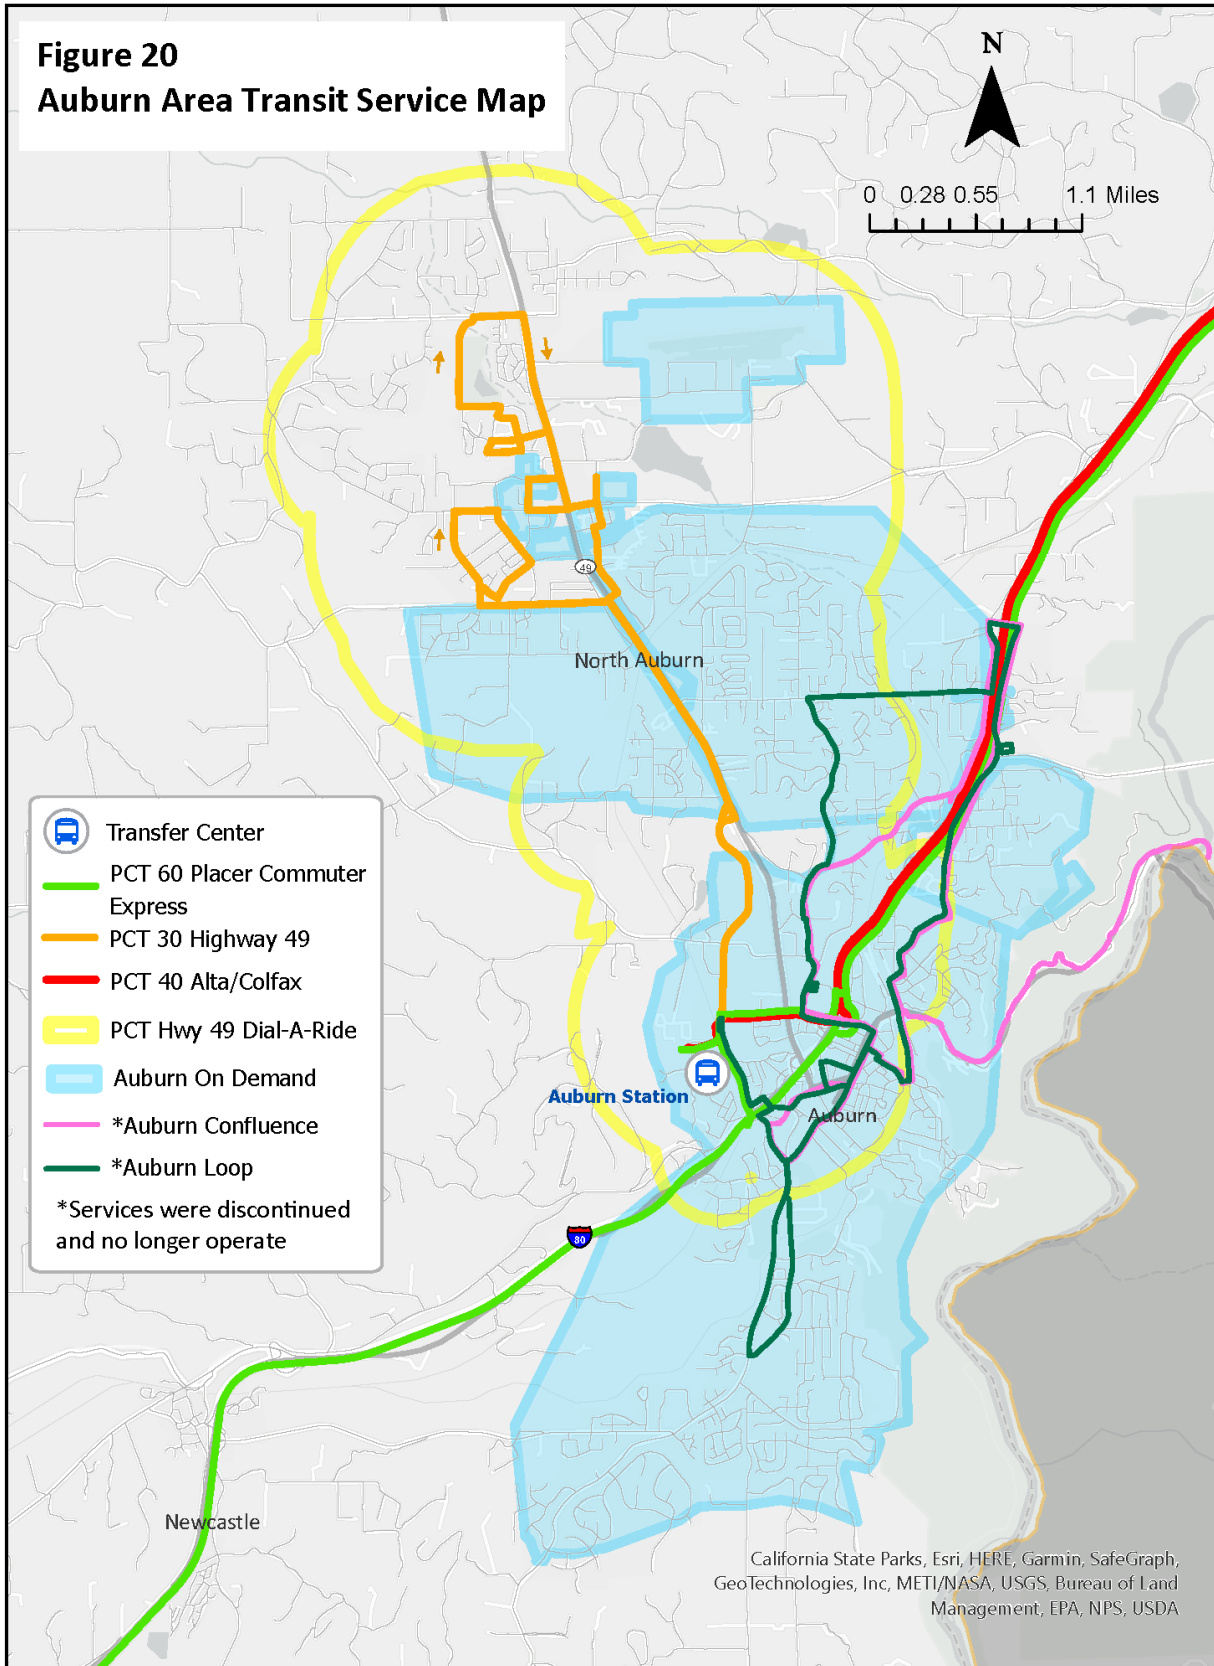 Figure 20
Auburn Area Transit Service Map
N
0 0.28 0.55 1.1 Miles
49
North Auburn
Transfer Center
PCT 60 Placer Commuter
Express
PCT 30 Highway 49
PCT 40 Alta/Colfax
PCT Hwy 49 Dial-A-Ride
Auburn On Demand
*Auburn Confluence
*Auburn Loop
*Services were discontinued
and no longer operate
Auburn Station
Auburn
80
Newcastle
California State Parks, Esri, HERE, Garmin, SafeGraph,
GeoTechnologies, Inc, METI/NASA, USGS, Bureau of Land
Management, EPA, NPS, USDA